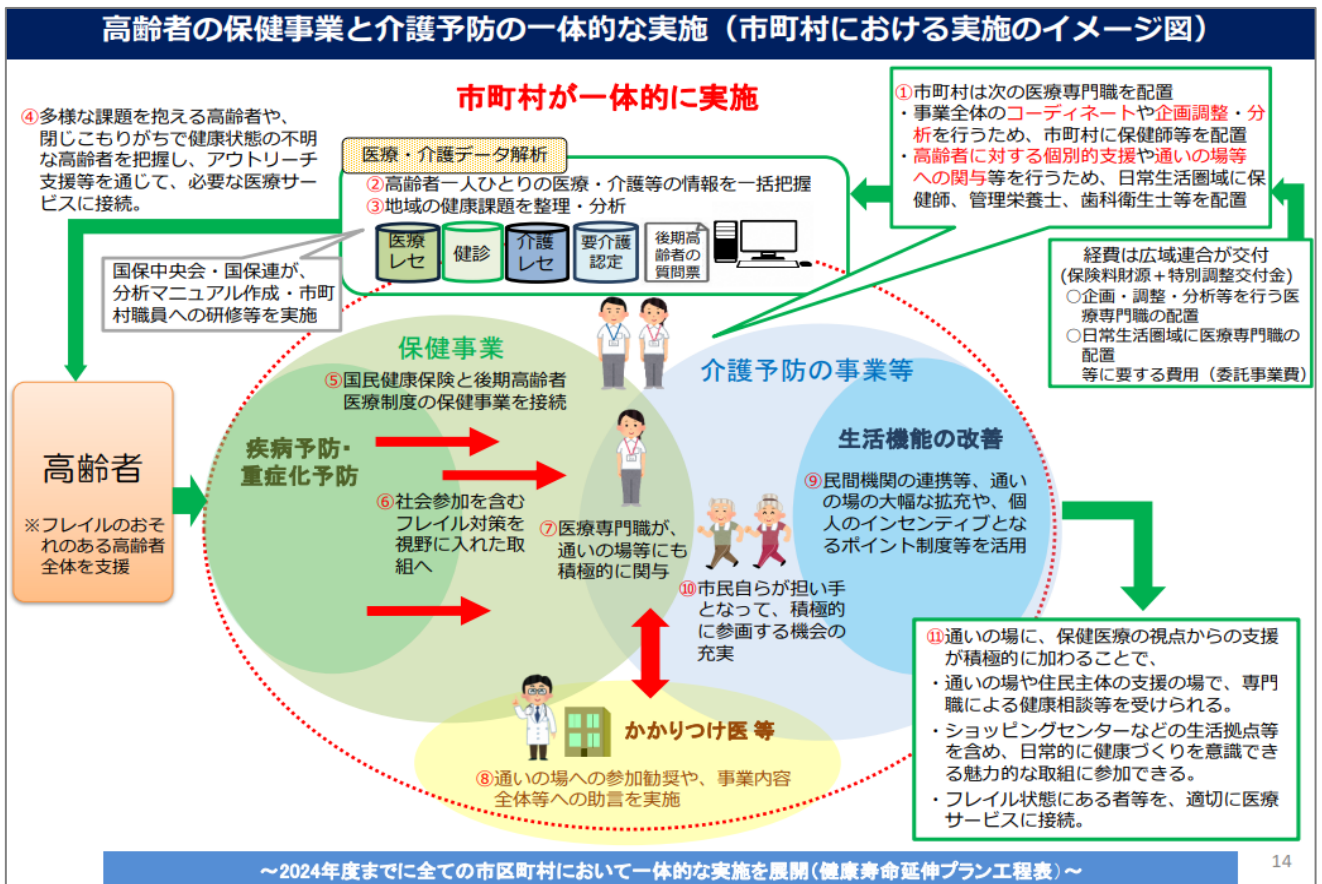 高齢者の保健事業と介護予防の一体的な実施（市町村における実施のイメージ図）
市町村が一体的に実施
④多様な課題を抱える高齢者や、
閉じこもりがちで健康状態の不明
な高齢者を把握し、アウトリーチ
支援等を通じて、必要な医療サー
ビスに接続。
医療・介護データ解析
②高齢者一人ひとりの医療・介護等の情報を一括把握
③地域の健康課題を整理・分析
医療
レセ
健診
介護
レセ
要介護
認定
後期高
齢者の
質問票
①市町村は次の医療専門職を配置
・事業全体のコーディネートや企画調整・分
析を行うため、市町村に保健師等を配置
・高齢者に対する個別的支援や通いの場等
への関与等を行うため、日常生活圏域に保
健師、管理栄養士、歯科衛生士等を配置
経費は広域連合が交付
(保険料財源＋特別調整交付金)
○企画・調整・分析等を行う医
療専門職の配置
○日常生活圏域に医療専門職の
配置
等に要する費用（委託事業費）
国保中央会・国保連が、
分析マニュアル作成・市町
村職員への研修等を実施
高齢者
※フレイルのおそ
れのある高齢者
全体を支援
保健事業
⑤国民健康保険と後期高齢者
医療制度の保健事業を接続
疾病予防・
重症化予防
⑥社会参加を含む
フレイル対策を
視野に入れた取
組へ
⑦医療専門職が、
通いの場等にも
積極的に関与
介護予防の事業等
生活機能の改善
⑨民間機関の連携等、通い
の場の大幅な拡充や、個
人のインセンティブとな
るポイント制度等を活用
⑩市民自らが担い手
となって、積極的
に参画する機会の
充実
かかりつけ医 等
⑧通いの場への参加勧奨や、事業内容
全体等への助言を実施
⑪通いの場に、保健医療の視点からの支援
が積極的に加わることで、
・通いの場や住民主体の支援の場で、専門
職による健康相談等を受けられる。
・ショッピングセンターなどの生活拠点等
を含め、日常的に健康づくりを意識でき
る魅力的な取組に参加できる。
・フレイル状態にある者等を、適切に医療
サービスに接続。
～2024年度までに全ての市区町村において一体的な実施を展開（健康寿命延伸プラン工程表）～
14